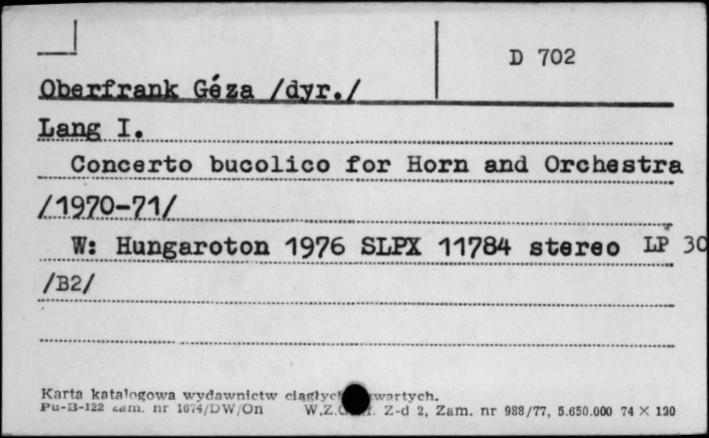 D 702
Oberfrank Géza /dyr./
Lang I.
Concerto bucolico for Horn and Orchestra
/1970-71/
W: Hungaroton 1976 SLPX 11784 stereo LP 30
/B2/
Karta katalogowa wydawnictw
Pu-B-122 zam. nr 1674/DW/On W.Z. Z-d 2, Zam. nr 988/77, 5.650.000 74 × 120